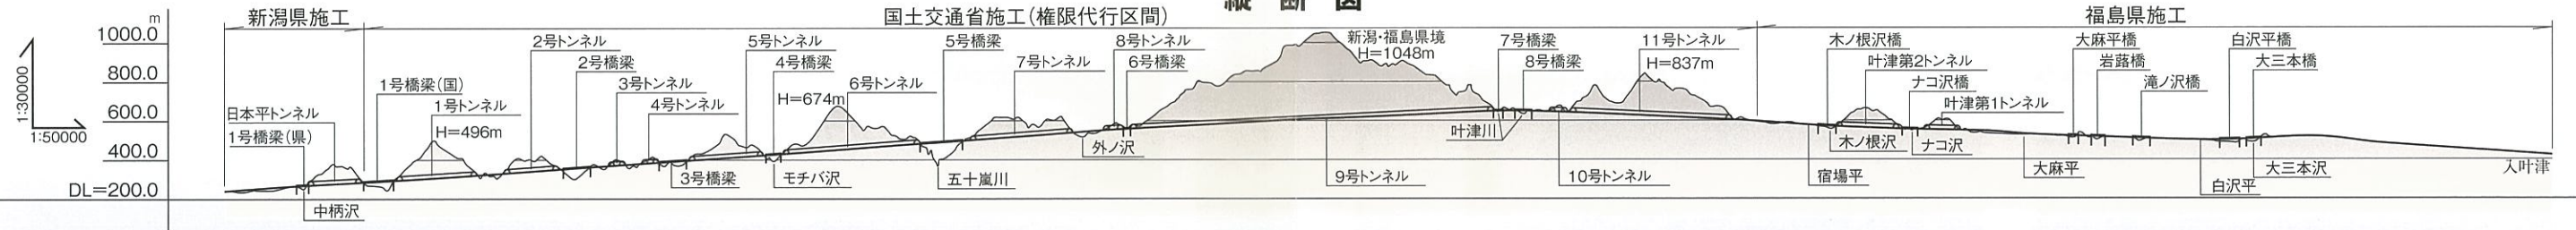 縦断図
新潟県施工
国土交通省施工(権限代行区間)
福島県施工
m
1000.0
800.0
600.0
400.0
DL=200.0
1:30000
1:50000
日本平トンネル
1号橋梁(県)
中柄沢
1号橋梁(国)
1号トンネル
H=496m
2号トンネル
2号橋梁
3号トンネル
4号トンネル
3号橋梁
5号トンネル
4号橋梁
モチバ沢
H=674m
6号トンネル
5号橋梁
五十嵐川
7号トンネル
外ノ沢
8号トンネル
6号橋梁
新潟・福島県境
H=1048m
9号トンネル
7号橋梁
8号橋梁
叶津川
10号トンネル
11号トンネル
H=837m
宿場平
木ノ根沢橋
叶津第2トンネル
木ノ根沢
ナコ沢橋
叶津第1トンネル
ナコ沢
大麻平
大麻平橋
岩蕗橋
滝ノ沢橋
白沢平橋
大三本橋
白沢平
大三本沢
入叶津